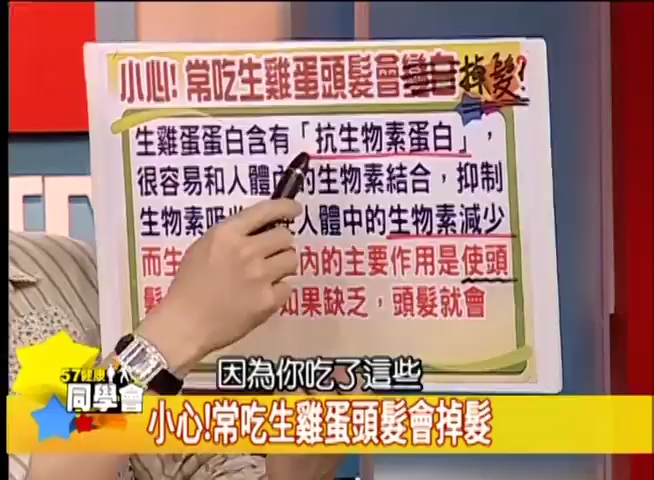 小心!常吃生雞蛋頭髮會變白掉髮?
生雞蛋蛋白含有「抗生物素蛋白」,
很容易和人體內的生物素結合,抑制
生物素吸收 人體中的生物素減少
而生 內的主要作用是使頭
髮 如果缺乏,頭髮就會
因為你吃了這些
57健康
同學會
小心!常吃生雞蛋頭髮會掉髮